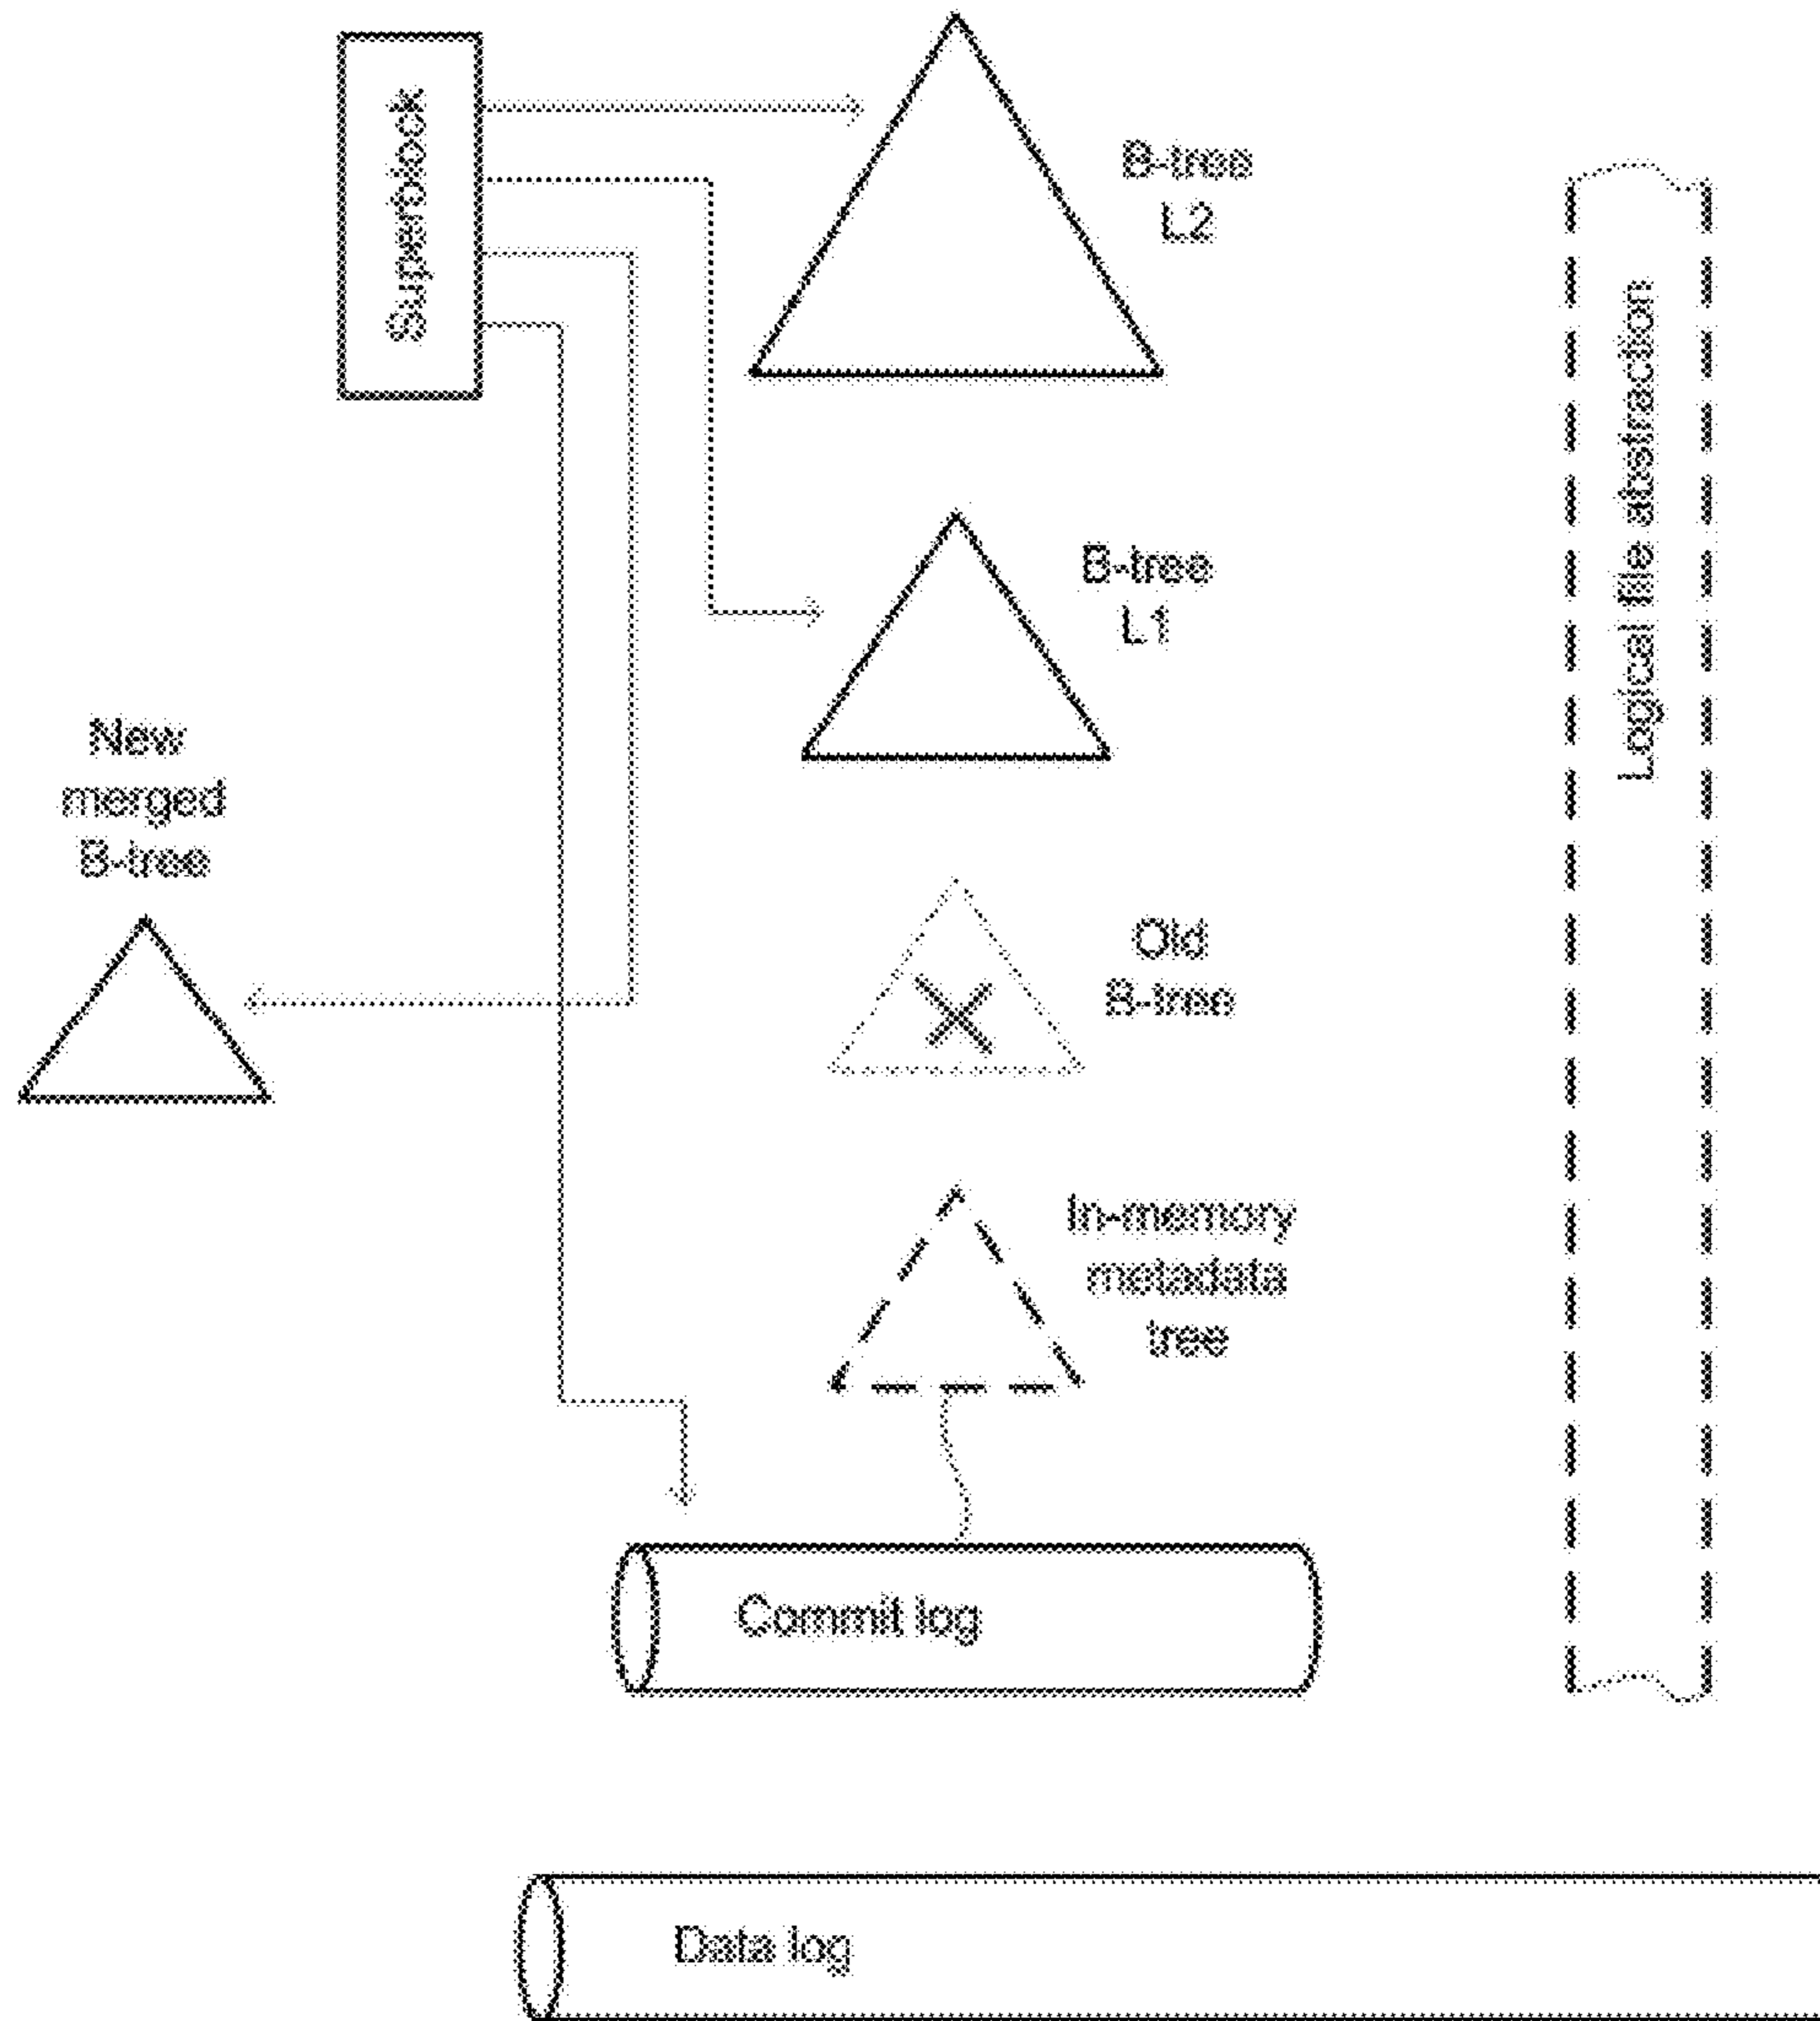 Superblock
B-tree
L2
Logical file abstraction
B-tree
L1
New
merged
B-tree
Old
B-tree
In-memory
metadata
tree
Commit log
Data log